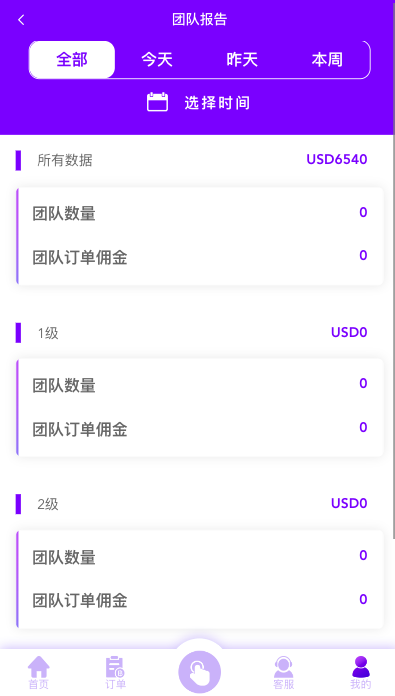 团队报告
全部 今天 昨天 本周
选择时间
所有数据 USD6540
团队数量 0
团队订单佣金 0
1级 USD0
团队数量 0
团队订单佣金 0
2级 USD0
团队数量 0
团队订单佣金 0
首页 订单 客服 我的